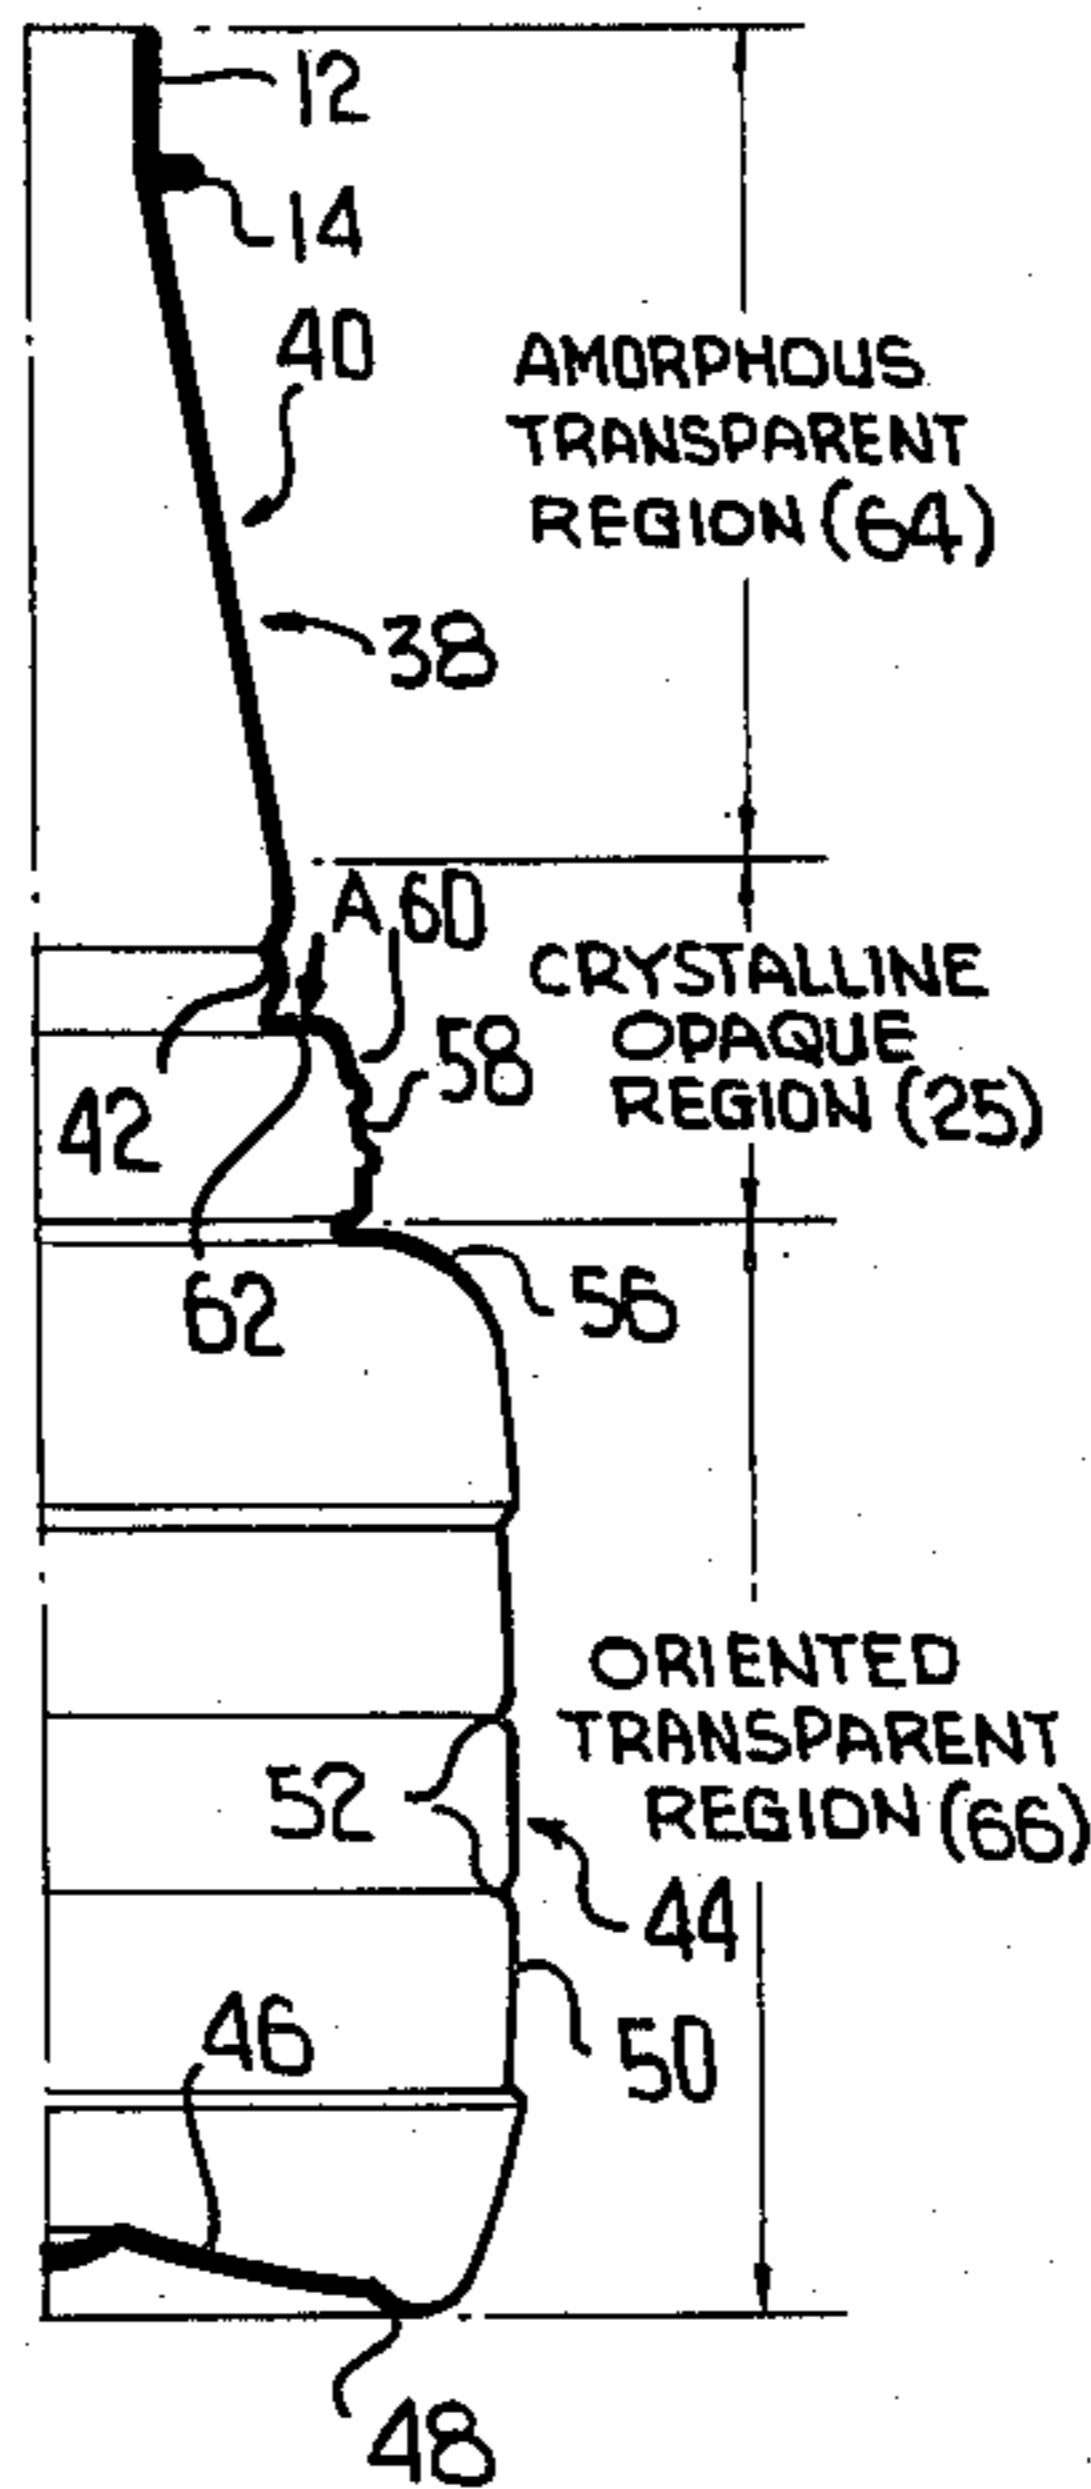 12
14
40
AMORPHOUS
TRANSPARENT
REGION (64)
38
A 60
CRYSTALLINE
OPAQUE
REGION (25)
58
42
62
56
ORIENTED
TRANSPARENT
REGION (66)
52
44
46
50
48